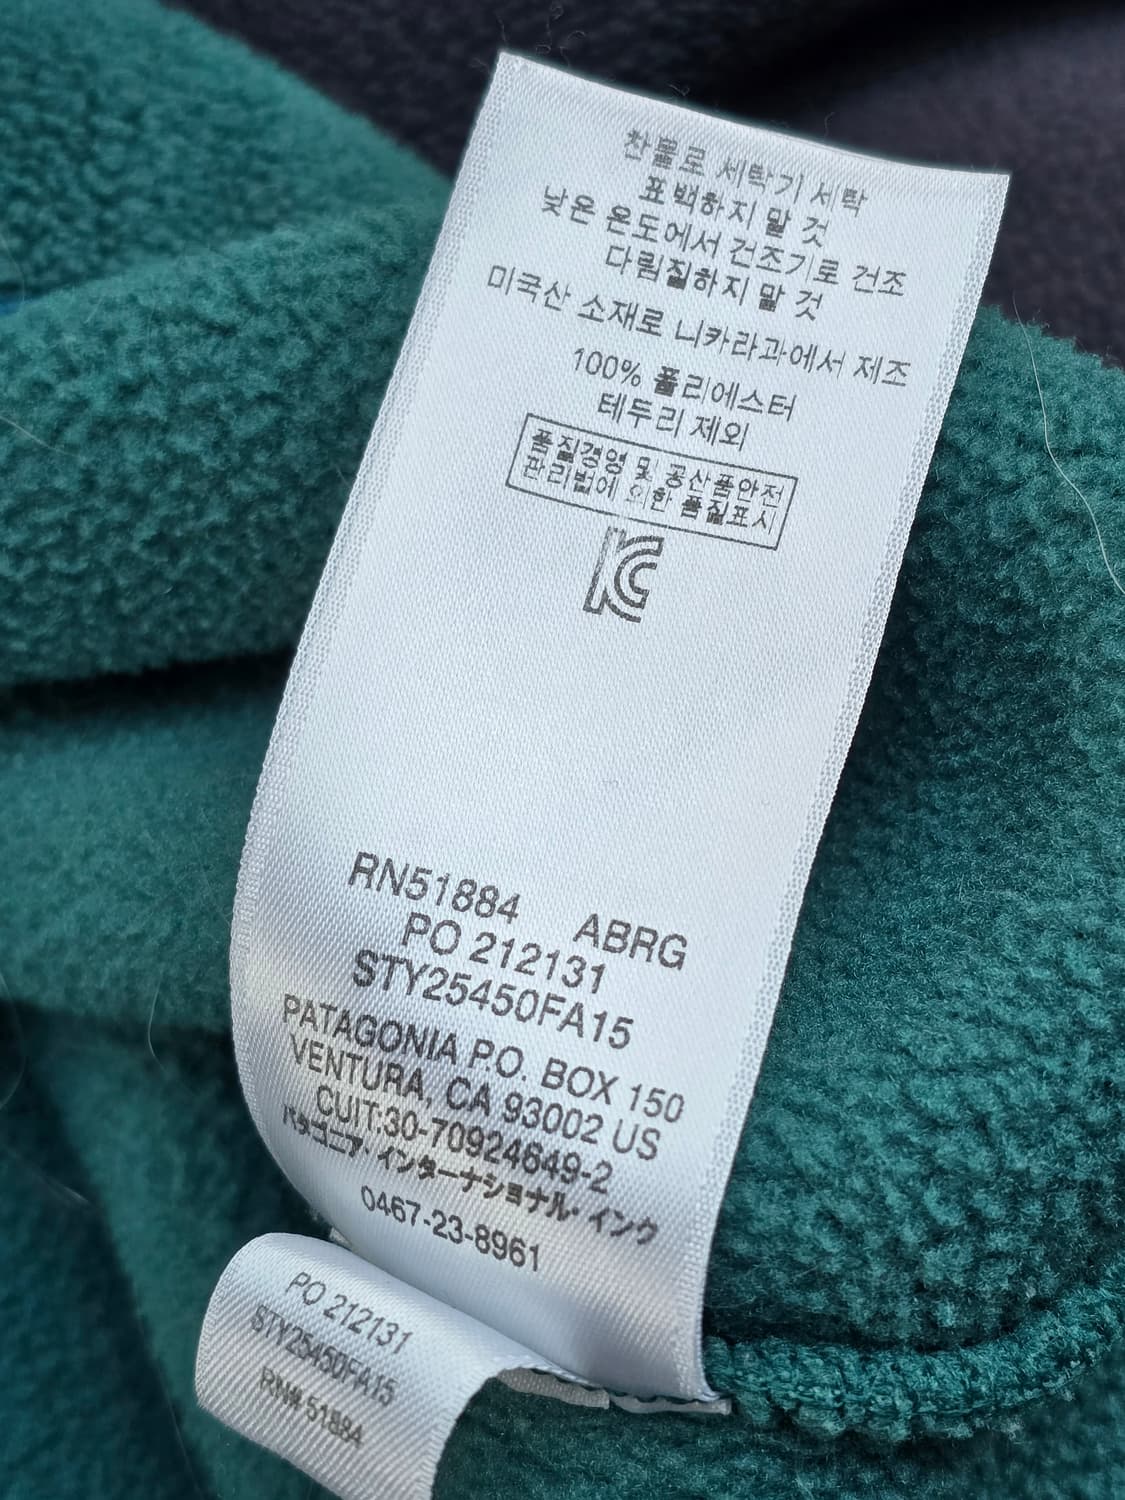 찬물로 세탁기 세탁
표백하지 말 것
낮은 온도에서 건조기로 건조
다림질하지 말 것
미국산 소재로 니카라과에서 제조
100% 폴리에스터
테두리 제외
품질경영 및 공산품안전
관리법에 의한 품질표시
KC
RN51884 ABRG
PO 212131
STY25450FA15
PATAGONIA P.O. BOX 150
VENTURA, CA 93002 US
CUIT:30-70924649-2
パタゴニア・インターナショナル・インク
0467-23-8961
PO 212131
STY25450FA15
RN# 51884